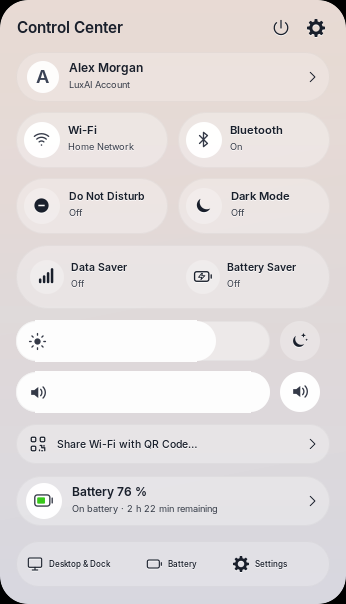 Control Center
A
Alex Morgan
LuxAI Account
Wi-Fi
Home Network
Bluetooth
On
Do Not Disturb
Off
Dark Mode
Off
Data Saver
Off
Battery Saver
Off
Share Wi-Fi with QR Code...
Battery 76 %
On battery · 2 h 22 min remaining
Desktop & Dock
Battery
Settings